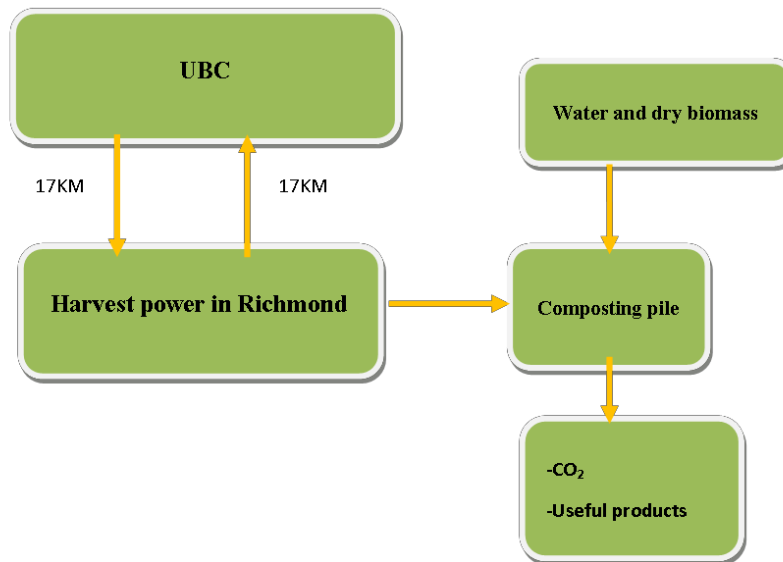 UBC
Water and dry biomass
17KM
17KM
Harvest power in Richmond
Composting pile
-CO₂
-Useful products